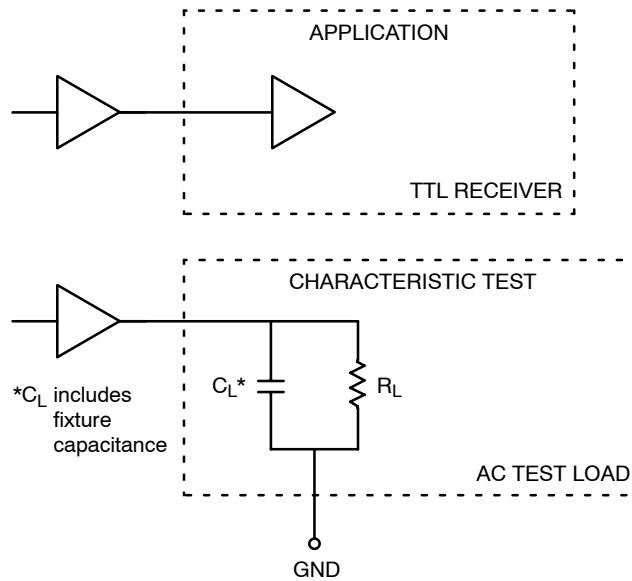 APPLICATION
TTL RECEIVER
CHARACTERISTIC TEST
*CL includes
fixture
capacitance
CL*
RL
AC TEST LOAD
GND